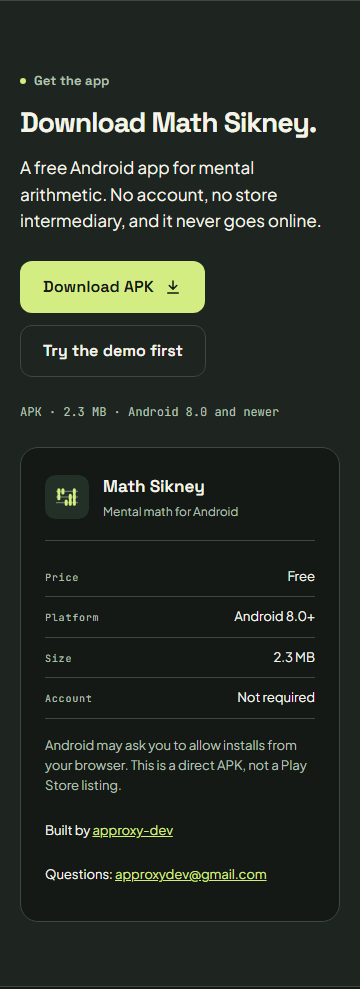 Get the app
Download Math Sikney.
A free Android app for mental
arithmetic. No account, no store
intermediary, and it never goes online.
Download APK
Try the demo first
APK · 2.3 MB · Android 8.0 and newer
Math Sikney
Mental math for Android
Price Free
Platform Android 8.0+
Size 2.3 MB
Account Not required
Android may ask you to allow installs from
your browser. This is a direct APK, not a Play
Store listing.
Built by approxy-dev
Questions: approxydev@gmail.com